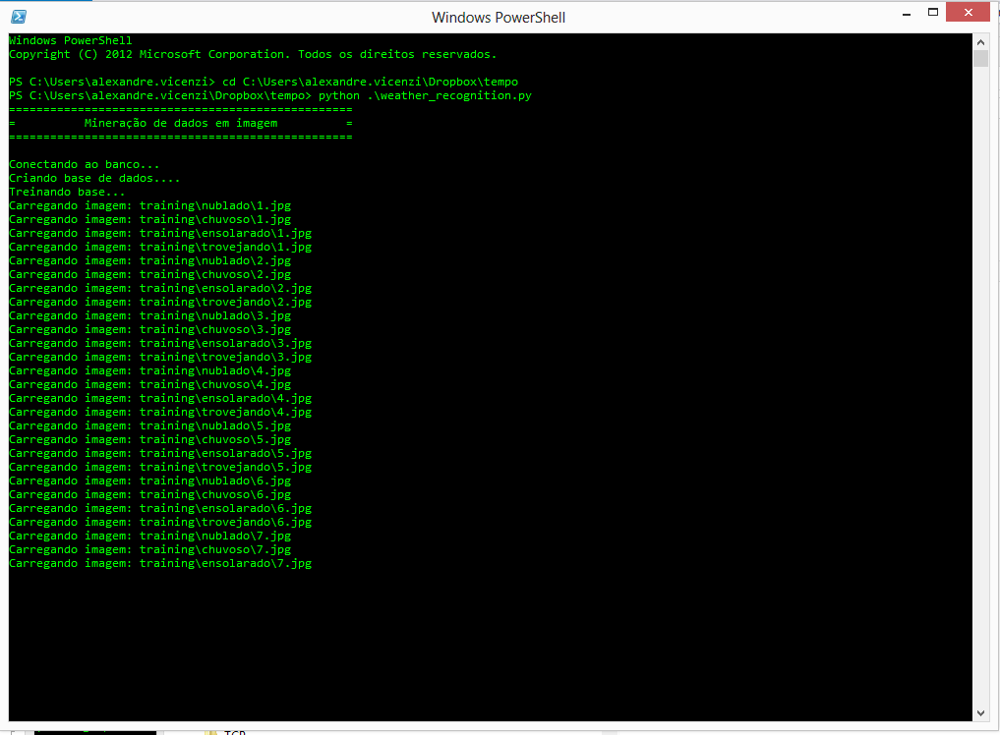 Windows PowerShell
Windows PowerShell
Copyright (C) 2012 Microsoft Corporation. Todos os direitos reservados.
PS C:\Users\alexandre.vicenzi> cd C:\Users\alexandre.vicenzi\Dropbox\tempo
PS C:\Users\alexandre.vicenzi\Dropbox\tempo> python .\weather_recognition.py
==================================================
=          Mineração de dados em imagem          =
==================================================
Conectando ao banco...
Criando base de dados....
Treinando base...
Carregando imagem: training\nublado\1.jpg
Carregando imagem: training\chuvoso\1.jpg
Carregando imagem: training\ensolarado\1.jpg
Carregando imagem: training\trovejando\1.jpg
Carregando imagem: training\nublado\2.jpg
Carregando imagem: training\chuvoso\2.jpg
Carregando imagem: training\ensolarado\2.jpg
Carregando imagem: training\trovejando\2.jpg
Carregando imagem: training\nublado\3.jpg
Carregando imagem: training\chuvoso\3.jpg
Carregando imagem: training\ensolarado\3.jpg
Carregando imagem: training\trovejando\3.jpg
Carregando imagem: training\nublado\4.jpg
Carregando imagem: training\chuvoso\4.jpg
Carregando imagem: training\ensolarado\4.jpg
Carregando imagem: training\trovejando\4.jpg
Carregando imagem: training\nublado\5.jpg
Carregando imagem: training\chuvoso\5.jpg
Carregando imagem: training\ensolarado\5.jpg
Carregando imagem: training\trovejando\5.jpg
Carregando imagem: training\nublado\6.jpg
Carregando imagem: training\chuvoso\6.jpg
Carregando imagem: training\ensolarado\6.jpg
Carregando imagem: training\trovejando\6.jpg
Carregando imagem: training\nublado\7.jpg
Carregando imagem: training\chuvoso\7.jpg
Carregando imagem: training\ensolarado\7.jpg